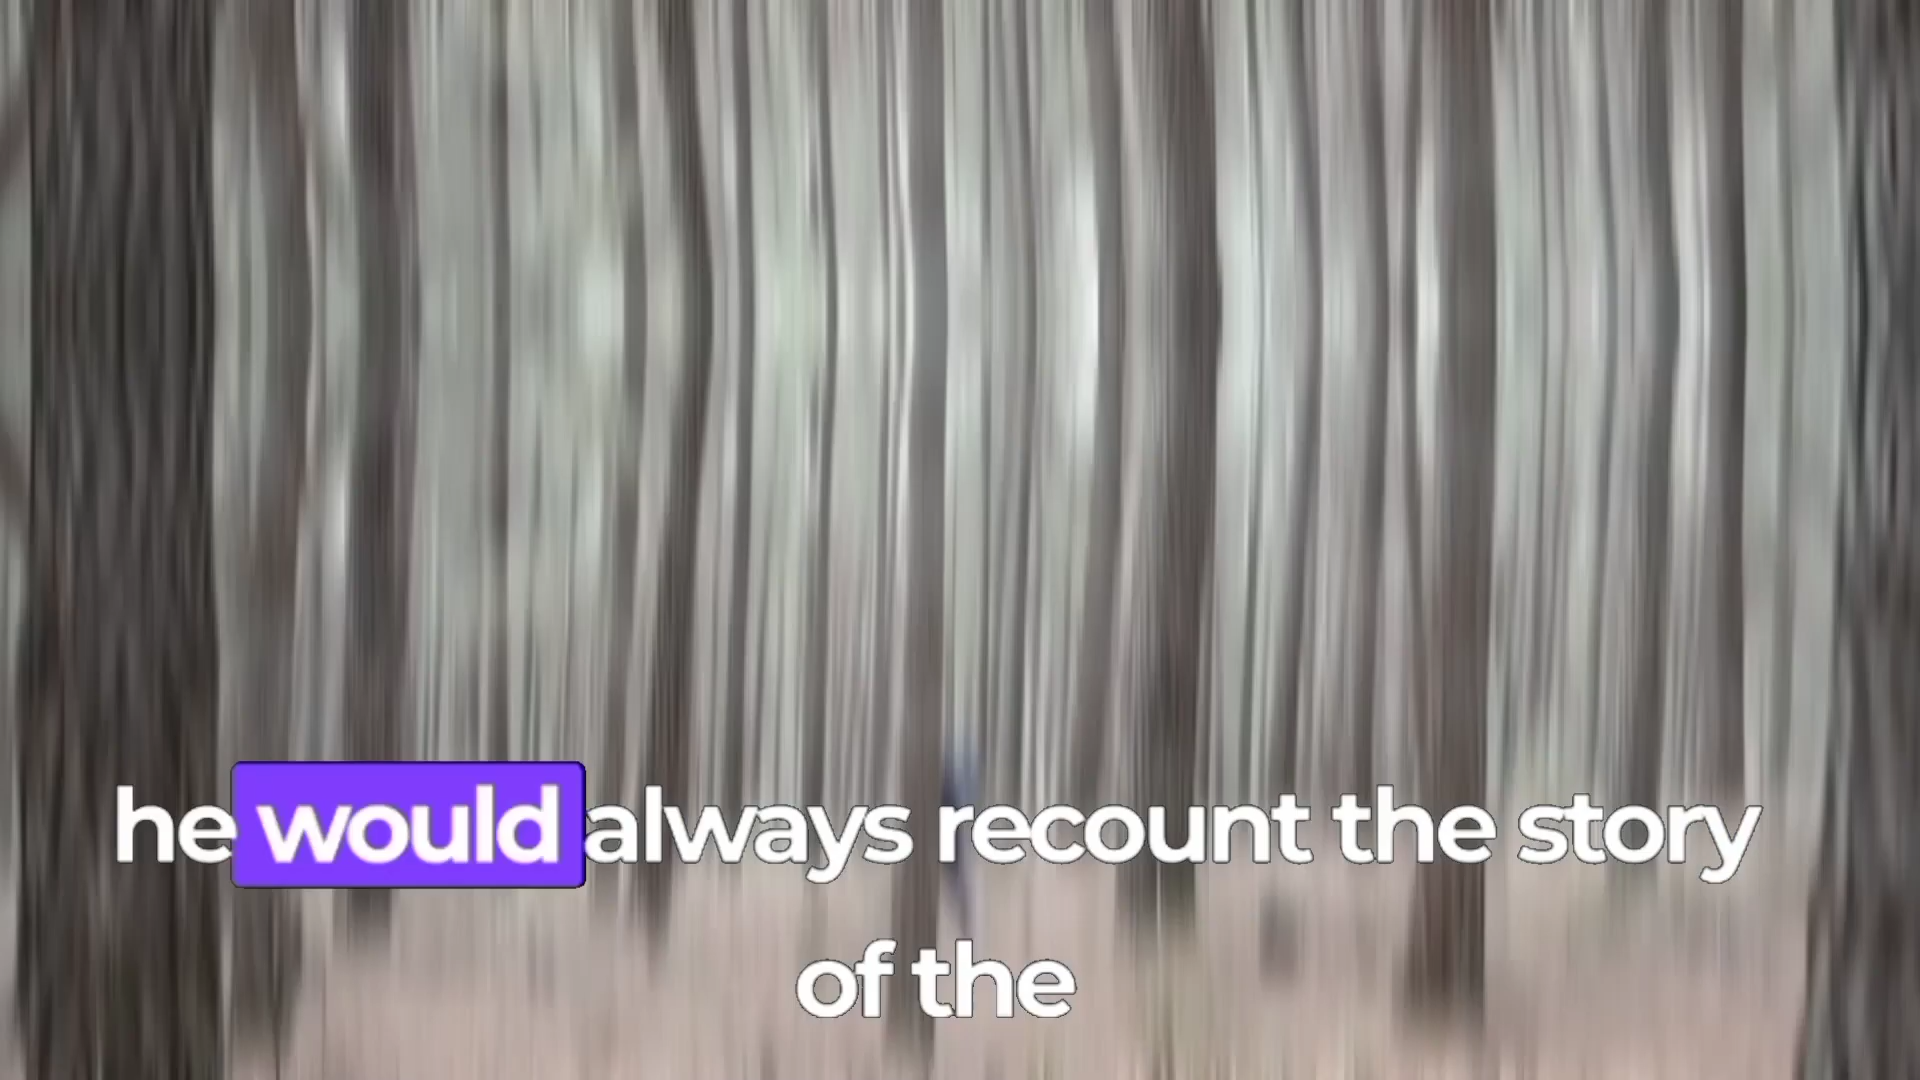 he would always recount the story
of the